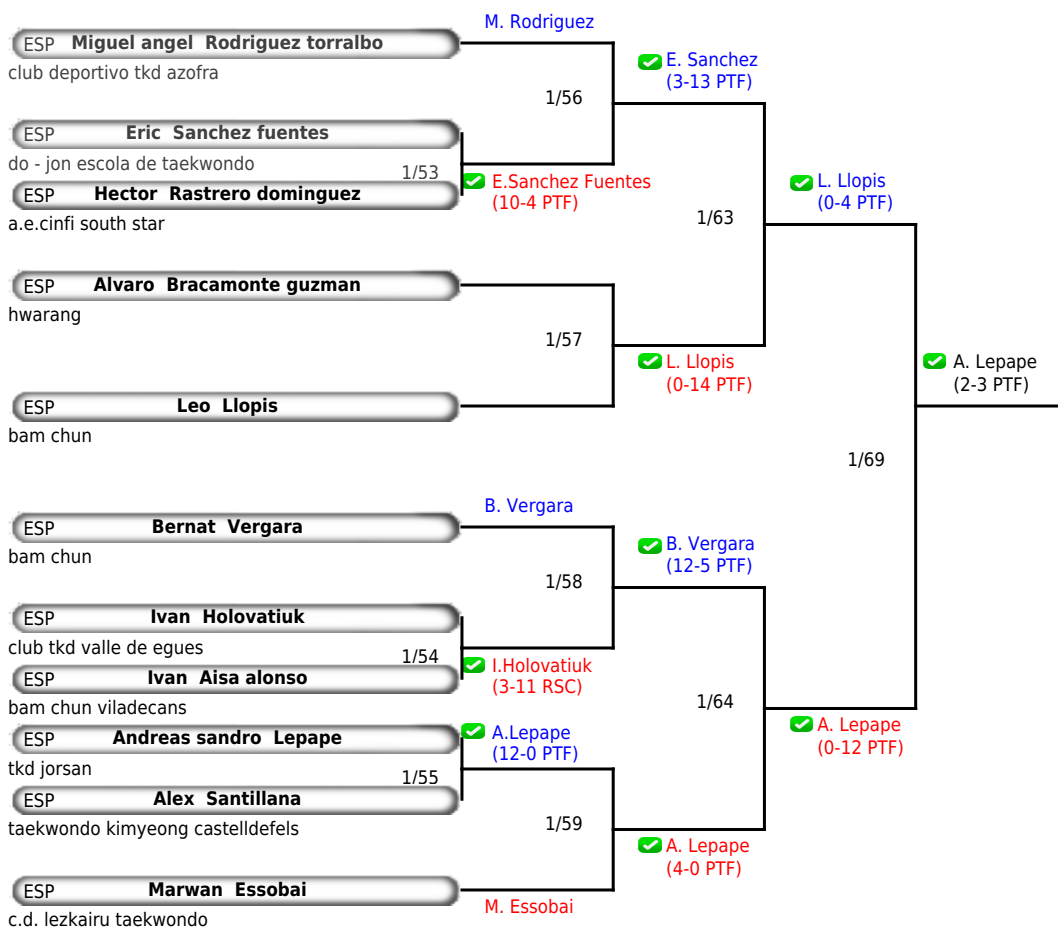 M. Rodriguez
ESP Miguel angel Rodriguez torralbo
club deportivo tkd azofra
E. Sanchez
(3-13 PTF)
1/56
ESP Eric Sanchez fuentes
do - jon escola de taekwondo
1/53
ESP Hector Rastrero dominguez
a.e.cinfi south star
E.Sanchez Fuentes
(10-4 PTF)
L. Llopis
(0-4 PTF)
1/63
ESP Alvaro Bracamonte guzman
hwarang
1/57
L. Llopis
(0-14 PTF)
A. Lepape
(2-3 PTF)
ESP Leo Llopis
bam chun
1/69
B. Vergara
ESP Bernat Vergara
bam chun
B. Vergara
(12-5 PTF)
1/58
ESP Ivan Holovatiuk
club tkd valle de egues
1/54
ESP Ivan Aisa alonso
bam chun viladecans
I.Holovatiuk
(3-11 RSC)
1/64
ESP Andreas sandro Lepape
tkd jorsan
A.Lepape
(12-0 PTF)
A. Lepape
(0-12 PTF)
1/55
ESP Alex Santillana
taekwondo kimyeong castelldefels
1/59
A. Lepape
(4-0 PTF)
ESP Marwan Essobai
c.d. lezkairu taekwondo
M. Essobai